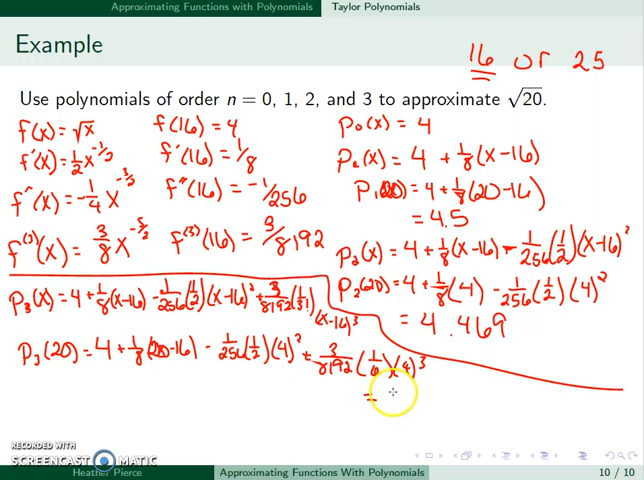 Approximating Functions with Polynomials Taylor Polynomials
Example
16 or 25
Use polynomials of order n = 0, 1, 2, and 3 to approximate √20.
f(x) = √x
f'(x) = 1/2 x^(-1/2)
f''(x) = -1/4 x^(-3/2)
f^(3)(x) = 3/8 x^(-5/2)
f(16) = 4
f'(16) = 1/8
f''(16) = -1/256
f^(3)(16) = 3/8192
P₀(x) = 4
P₁(x) = 4 + 1/8(x-16)
P₁(20) = 4 + 1/8(20-16)
= 4.5
P₂(x) = 4 + 1/8(x-16) - 1/256(1/2)(x-16)²
P₂(20) = 4 + 1/8(4) - 1/256(1/2)(4)²
= 4.469
P₃(x) = 4 + 1/8(x-16) - 1/256(1/2)(x-16)² + 3/8192(1/3!)
(x-16)³
P₃(20) = 4 + 1/8(20-16) - 1/256(1/2)(4)² + 3/8192(1/6)(4)³
=
RECORDED WITH
SCREENCAST MATIC
Heather Pierce Approximating Functions With Polynomials 10 / 10